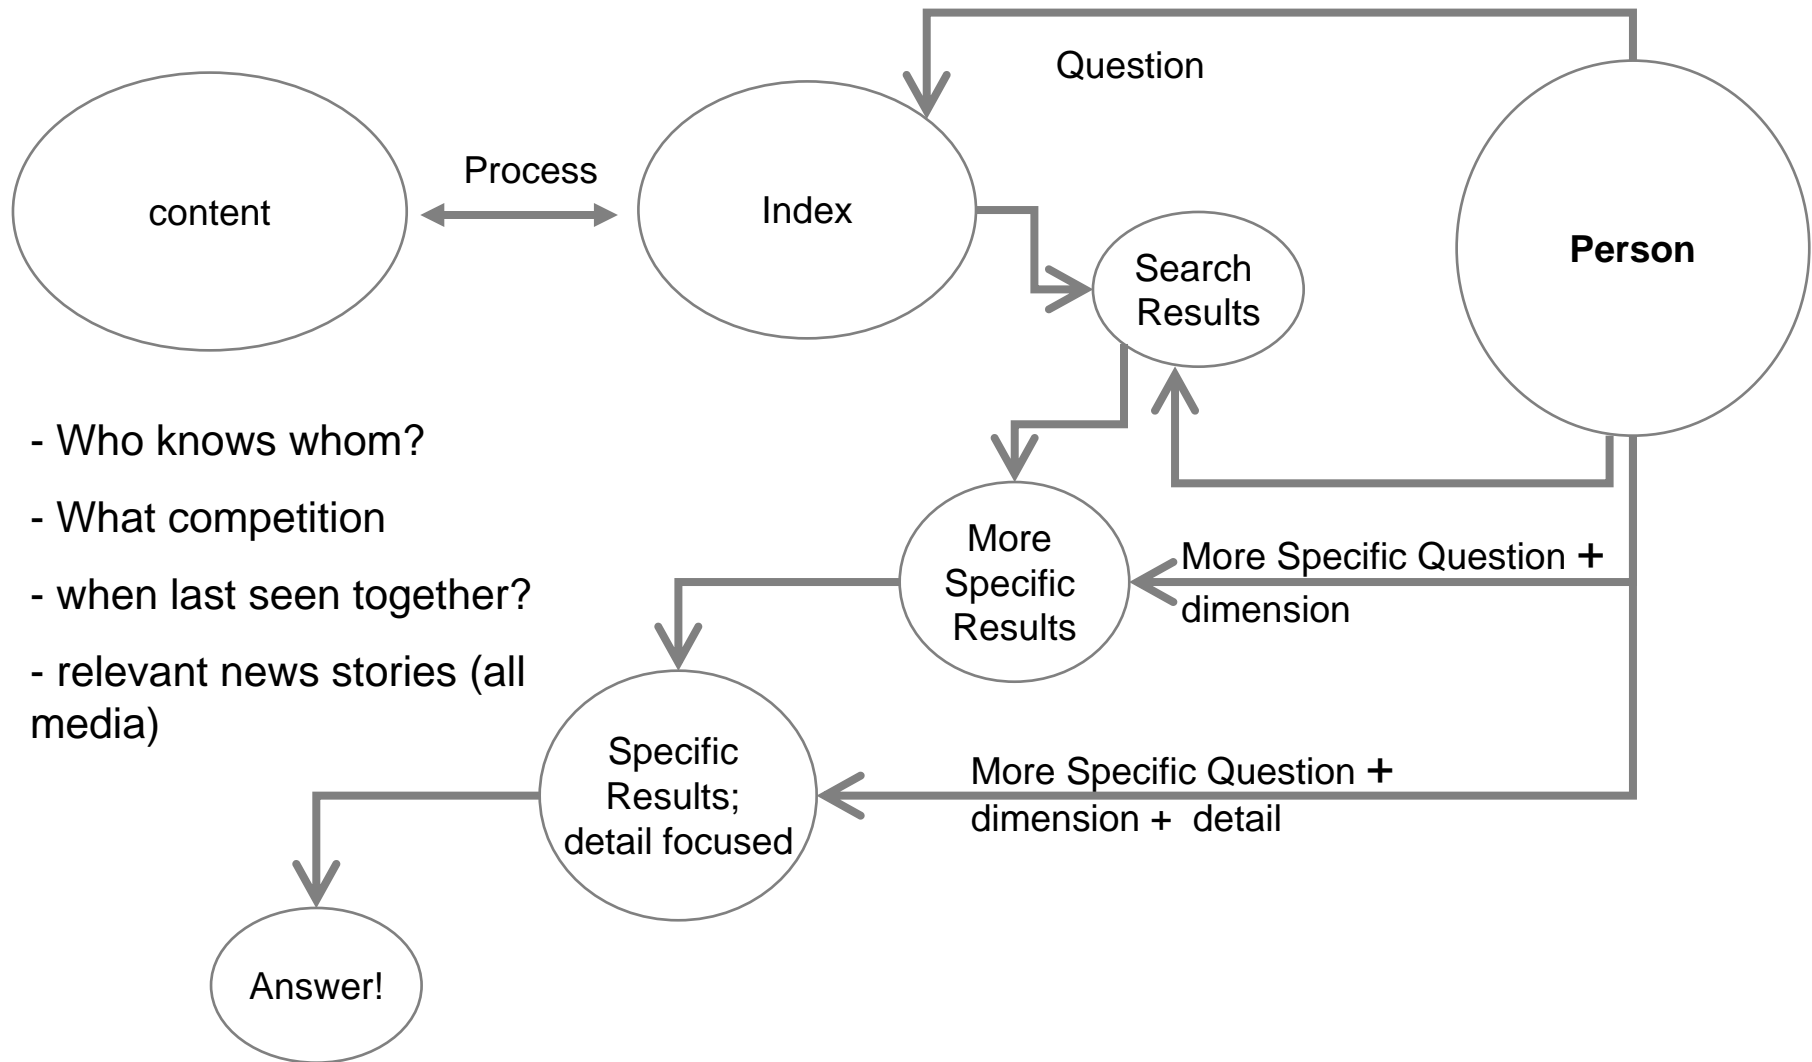 Question
Process
content
Index
Person
Search
Results
- Who knows whom?
- What competition
- when last seen together?
- relevant news stories (all
media)
More
Specific
Results
More Specific Question +
dimension
Specific
Results;
detail focused
More Specific Question +
dimension + detail
Answer!